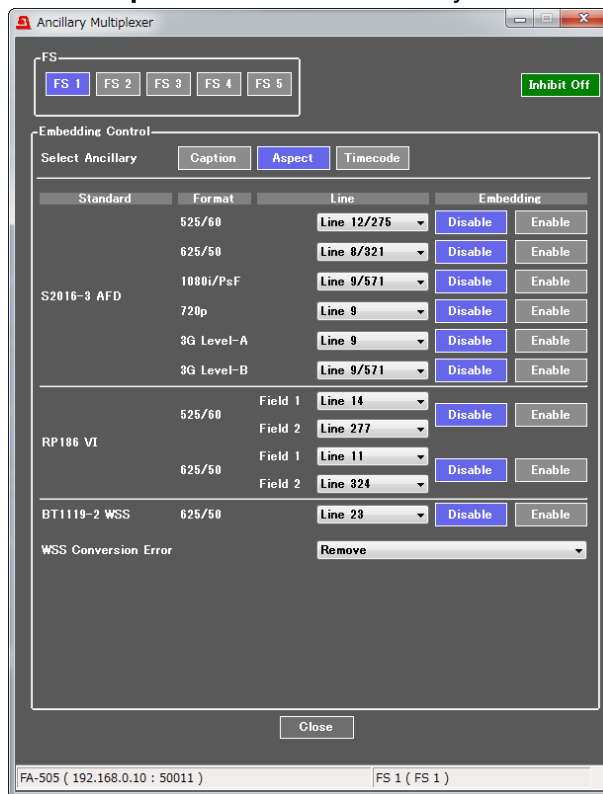 Ancillary Multiplexer
FS
FS 1 FS 2 FS 3 FS 4 FS 5
Inhibit Off
Embedding Control
Select Ancillary Caption Aspect Timecode
Standard Format Line Embedding
525/60 Line 12/275 Disable Enable
625/50 Line 8/321 Disable Enable
1080i/PsF Line 9/571 Disable Enable
S2016-3 AFD
720p Line 9 Disable Enable
3G Level-A Line 9 Disable Enable
3G Level-B Line 9/571 Disable Enable
Field 1 Line 14
525/60 Disable Enable
Field 2 Line 277
RP186 VI
Field 1 Line 11
625/50 Disable Enable
Field 2 Line 324
BT1119-2 WSS 625/50 Line 23 Disable Enable
WSS Conversion Error Remove
Close
FA-505 ( 192.168.0.10 : 50011 ) FS 1 ( FS 1 )